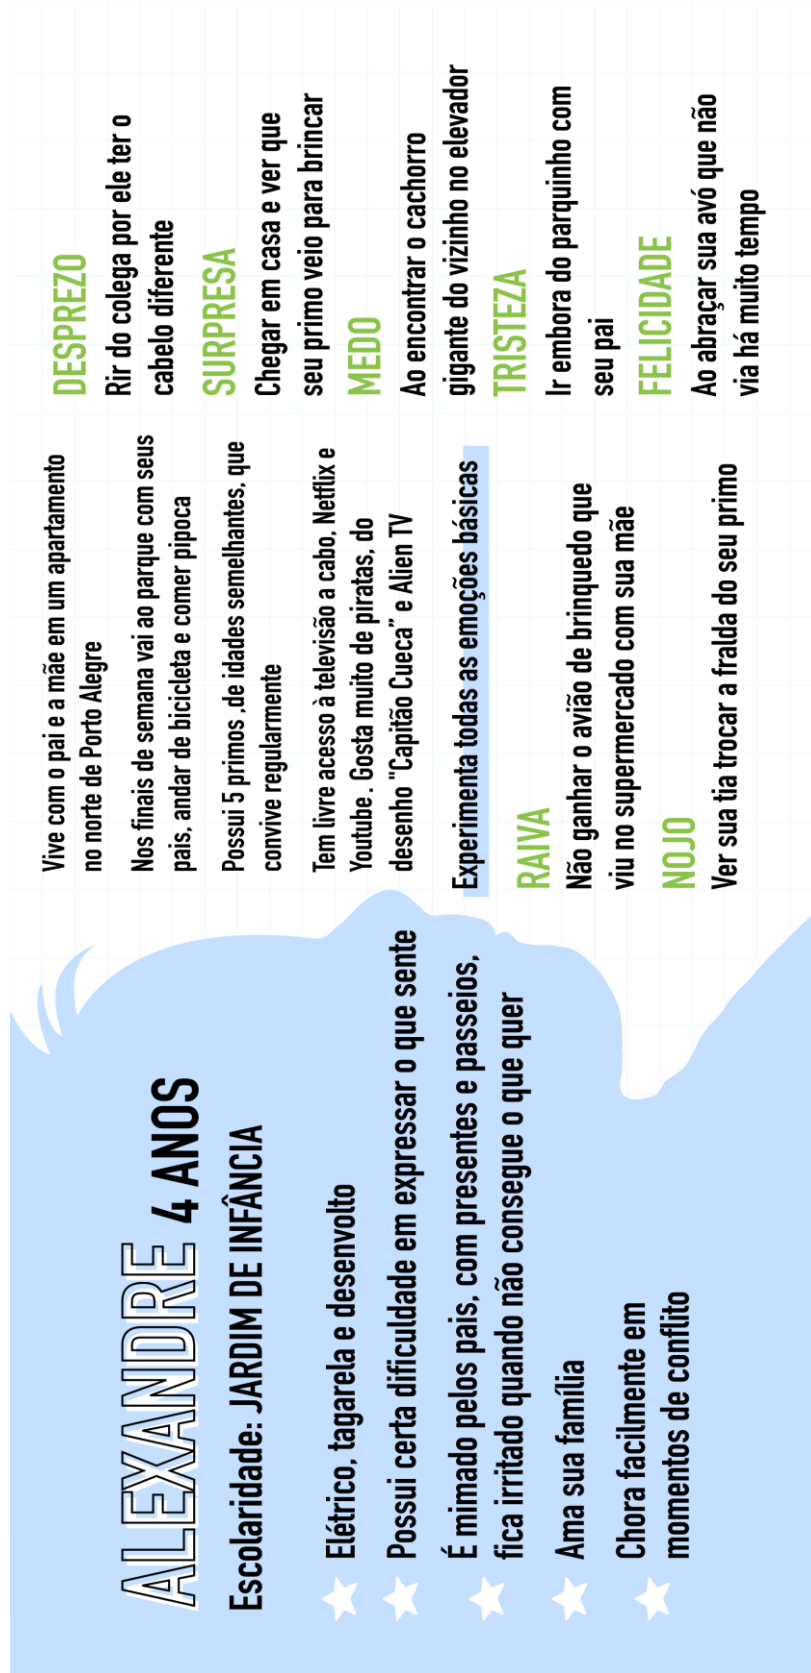 ALEXANDRE 4 ANOS
Escolaridade: JARDIM DE INFÂNCIA
Elétrico, tagarela e desenvolto
Possui certa dificuldade em expressar o que sente
É mimado pelos pais, com presentes e passeios,
fica irritado quando não consegue o que quer
Ama sua família
Chora facilmente em
momentos de conflito
Vive com o pai e a mãe em um apartamento
no norte de Porto Alegre
Nos finais de semana vai ao parque com seus
pais, andar de bicicleta e comer pipoca
Possui 5 primos ,de idades semelhantes, que
convive regularmente
Tem livre acesso à televisão a cabo, Netflix e
Youtube. Gosta muito de piratas, do
desenho "Capitão Cueca" e Alien TV
Experimenta todas as emoções básicas
RAIVA
Não ganhar o avião de brinquedo que
viu no supermercado com sua mãe
NOJO
Ver sua tia trocar a fralda do seu primo
DESPREZO
Rir do colega por ele ter o
cabelo diferente
SURPRESA
Chegar em casa e ver que
seu primo veio para brincar
MEDO
Ao encontrar o cachorro
gigante do vizinho no elevador
TRISTEZA
Ir embora do parquinho com
seu pai
FELICIDADE
Ao abraçar sua avó que não
via há muito tempo